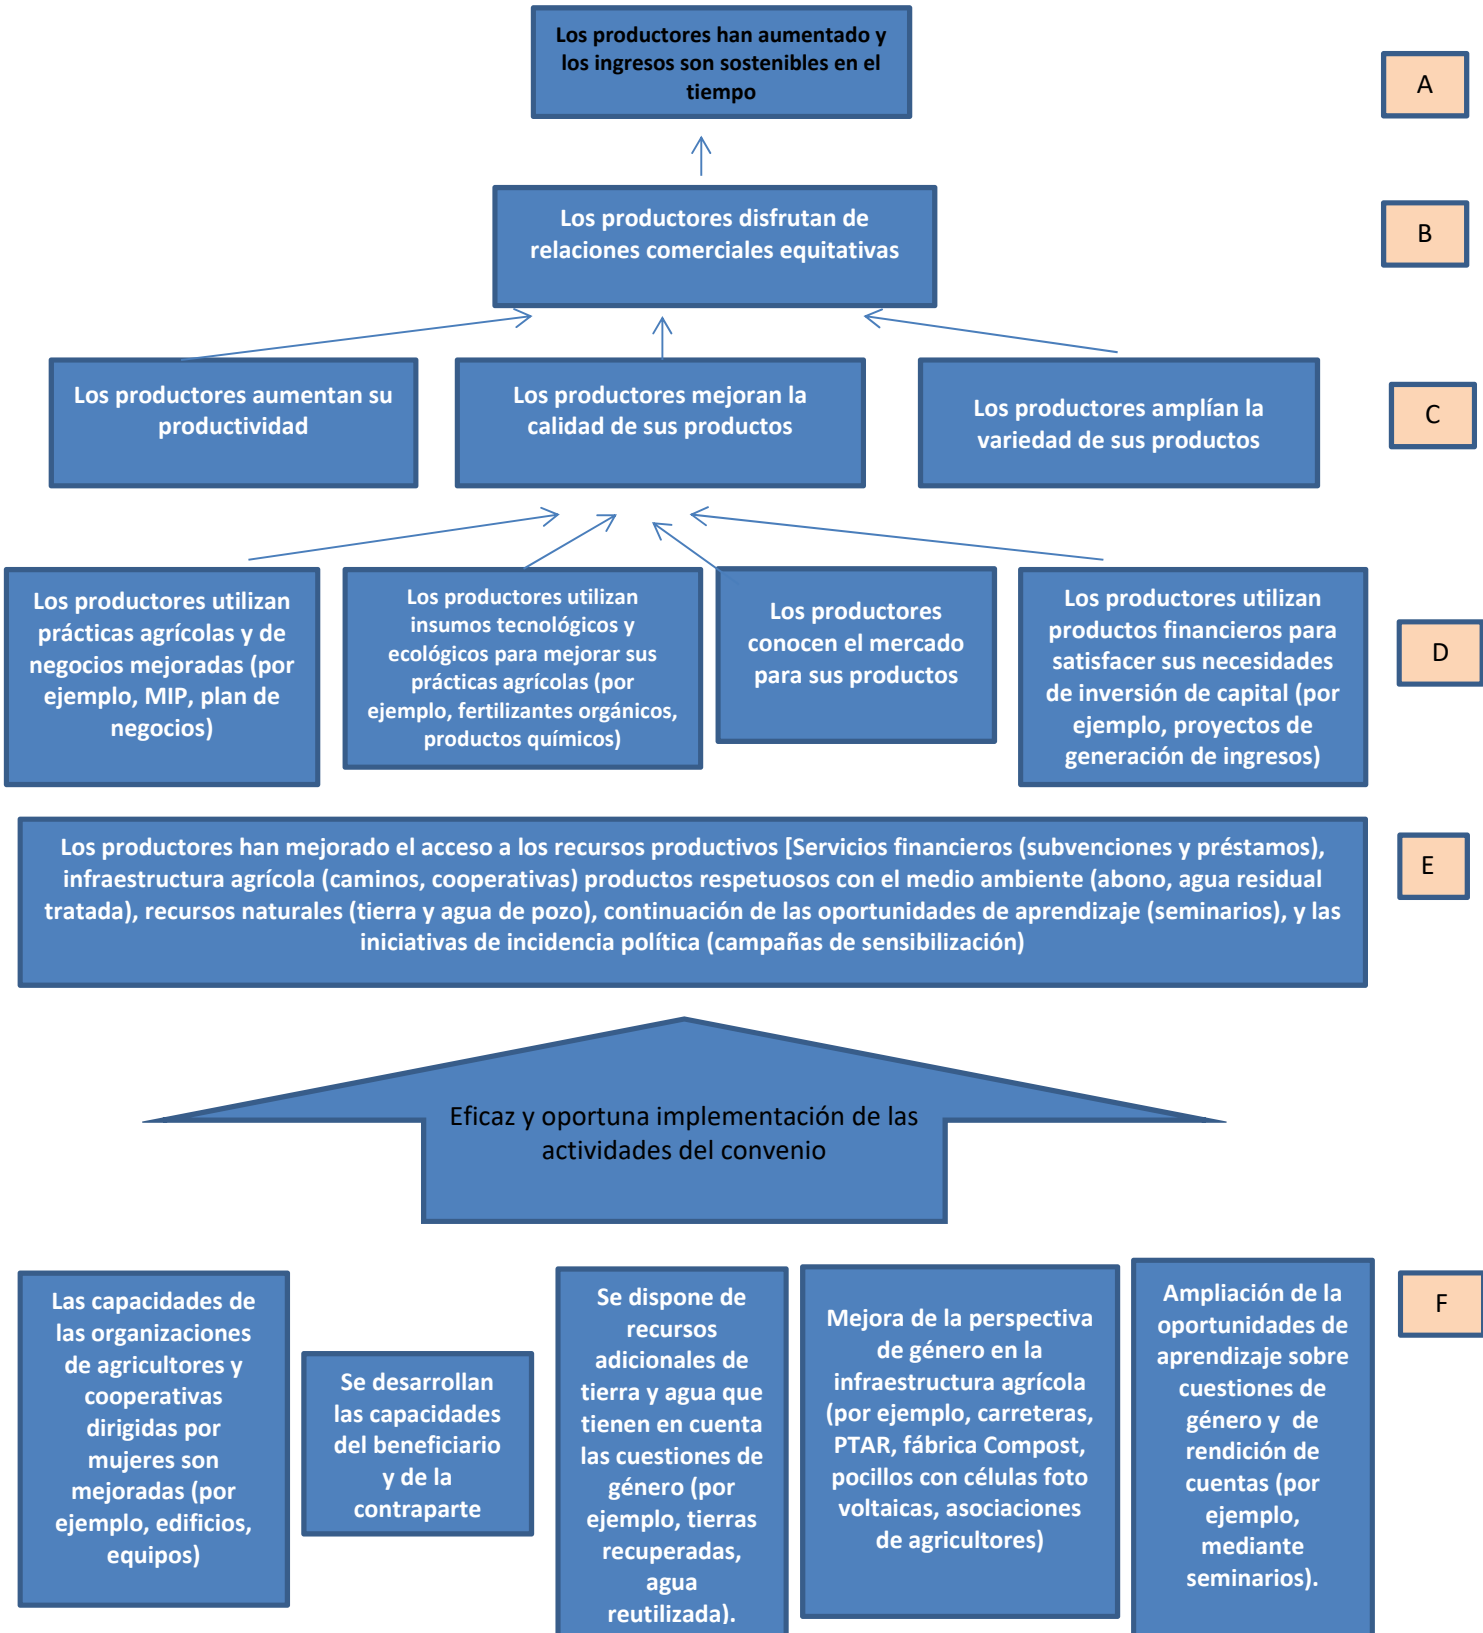 Los productores han aumentado y
los ingresos son sostenibles en el
tiempo
A
Los productores disfrutan de
relaciones comerciales equitativas
B
Los productores aumentan su
productividad
Los productores mejoran la
calidad de sus productos
Los productores amplían la
variedad de sus productos
C
Los productores utilizan
prácticas agrícolas y de
negocios mejoradas (por
ejemplo, MIP, plan de
negocios)
Los productores utilizan
insumos tecnológicos y
ecológicos para mejorar sus
prácticas agrícolas (por
ejemplo, fertilizantes orgánicos,
productos químicos)
Los productores
conocen el mercado
para sus productos
Los productores utilizan
productos financieros para
satisfacer sus necesidades
de inversión de capital (por
ejemplo, proyectos de
generación de ingresos)
D
Los productores han mejorado el acceso a los recursos productivos [Servicios financieros (subvenciones y préstamos),
infraestructura agrícola (caminos, cooperativas) productos respetuosos con el medio ambiente (abono, agua residual
tratada), recursos naturales (tierra y agua de pozo), continuación de las oportunidades de aprendizaje (seminarios), y las
iniciativas de incidencia política (campañas de sensibilización)
E
Eficaz y oportuna implementación de las
actividades del convenio
Las capacidades de
las organizaciones
de agricultores y
cooperativas
dirigidas por
mujeres son
mejoradas (por
ejemplo, edificios,
equipos)
Se desarrollan
las capacidades
del beneficiario
y de la
contraparte
Se dispone de
recursos
adicionales de
tierra y agua que
tienen en cuenta
las cuestiones de
género (por
ejemplo, tierras
recuperadas,
agua
reutilizada).
Mejora de la perspectiva
de género en la
infraestructura agrícola
(por ejemplo, carreteras,
PTAR, fábrica Compost,
pocillos con células foto
voltaicas, asociaciones
de agricultores)
Ampliación de la
oportunidades de
aprendizaje sobre
cuestiones de
género y  de
rendición de
cuentas (por
ejemplo,
mediante
seminarios).
F